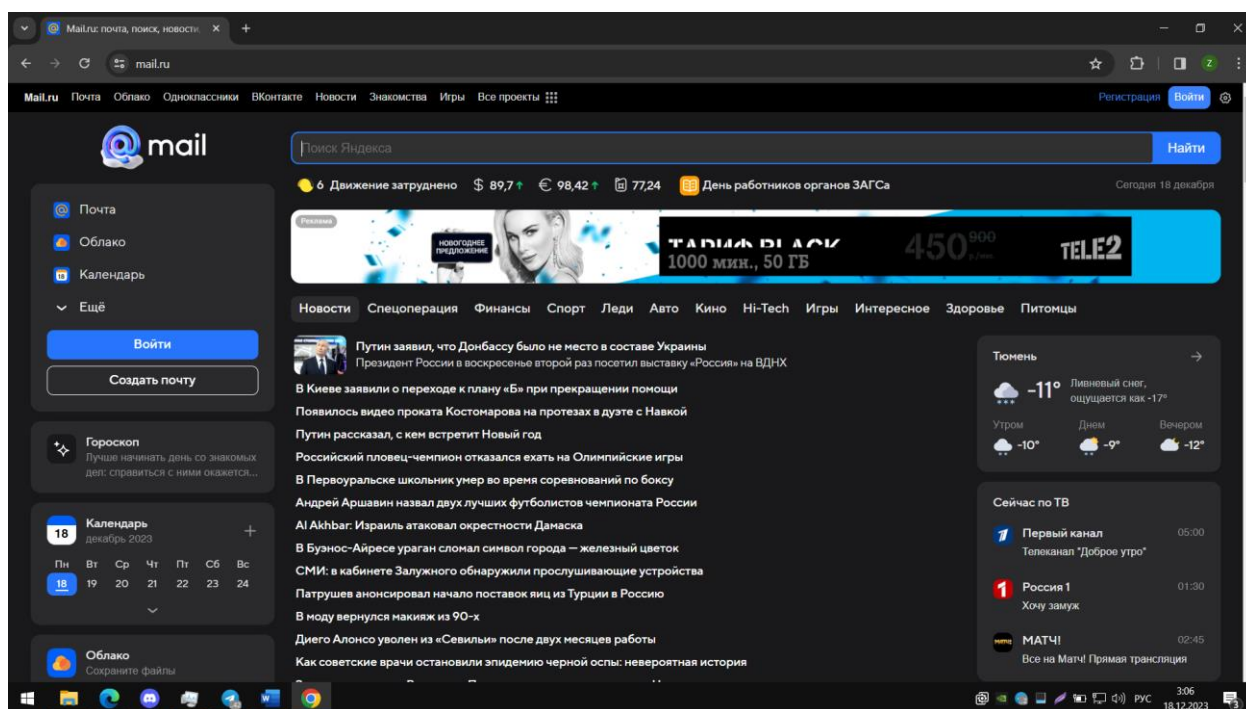 Mail.ru: почта, поиск, новости,
mail.ru
Z
Mail.ru Почта Облако Одноклассники ВКонтакте Новости Знакомства Игры Все проекты
Регистрация Войти
@mail
Поиск Яндекса
Найти
6 Движение затруднено $ 89,7↑ € 98,42↑ 77,24 День работников органов ЗАГСа
Сегодня 18 декабря
Почта
Облако
18 Календарь
Ещё
Войти
Создать почту
Реклама
НОВОГОДНЕЕ
ПРЕДЛОЖЕНИЕ
ТАРИФ BLACK
1000 мин., 50 ГБ
450 900
р./мес
TELE2
Новости Спецоперация Финансы Спорт Леди Авто Кино Hi-Tech Игры Интересное Здоровье Питомцы
Путин заявил, что Донбассу было не место в составе Украины
Президент России в воскресенье второй раз посетил выставку «Россия» на ВДНХ
В Киеве заявили о переходе к плану «Б» при прекращении помощи
Появилось видео проката Костомарова на протезах в дуэте с Навкой
Путин рассказал, с кем встретит Новый год
Российский пловец-чемпион отказался ехать на Олимпийские игры
В Первоуральске школьник умер во время соревнований по боксу
Андрей Аршавин назвал двух лучших футболистов чемпионата России
Al Akhbar: Израиль атаковал окрестности Дамаска
В Буэнос-Айресе ураган сломал символ города — железный цветок
СМИ: в кабинете Залужного обнаружили прослушивающие устройства
Патрушев анонсировал начало поставок яиц из Турции в Россию
В моду вернулся макияж из 90-х
Диего Алонсо уволен из «Севильи» после двух месяцев работы
Как советские врачи остановили эпидемию черной оспы: невероятная история
Гороскоп
Лучше начинать день со знакомых
дел: справиться с ними окажется...
18 Календарь
декабрь 2023
Пн Вт Ср Чт Пт Сб Вс
18 19 20 21 22 23 24
Облако
Сохраните файлы
Тюмень
-11° Ливневый снег,
ощущается как -17°
Утром Днем Вечером
-10° -9° -12°
Сейчас по ТВ
Первый канал 05:00
Телеканал "Доброе утро"
Россия 1 01:30
Хочу замуж
МАТЧ! 02:45
Все на Матч! Прямая трансляция
РУС
3:06
18.12.2023
3